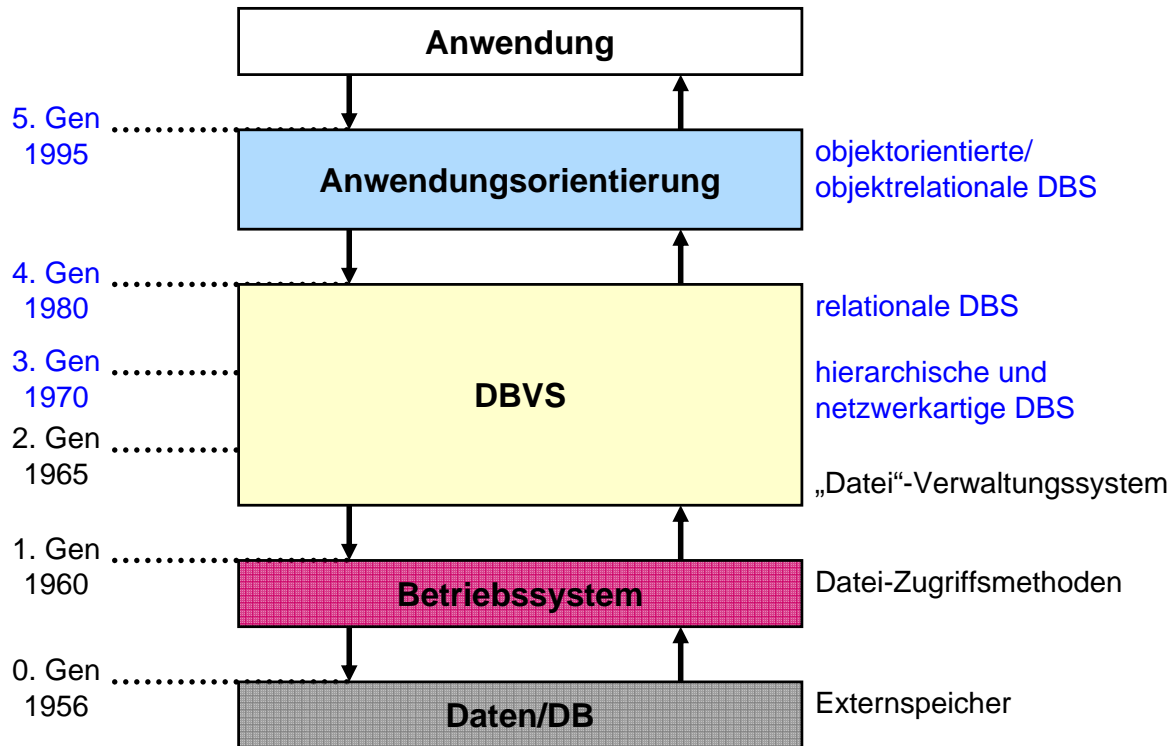 Anwendung
5. Gen
1995
Anwendungsorientierung
objektorientierte/
objektrelationale DBS
4. Gen
1980
relationale DBS
3. Gen
1970
DBVS
hierarchische und
netzwerkartige DBS
2. Gen
1965
„Datei“-Verwaltungssystem
1. Gen
1960
Betriebssystem
Datei-Zugriffsmethoden
0. Gen
1956
Daten/DB
Externspeicher